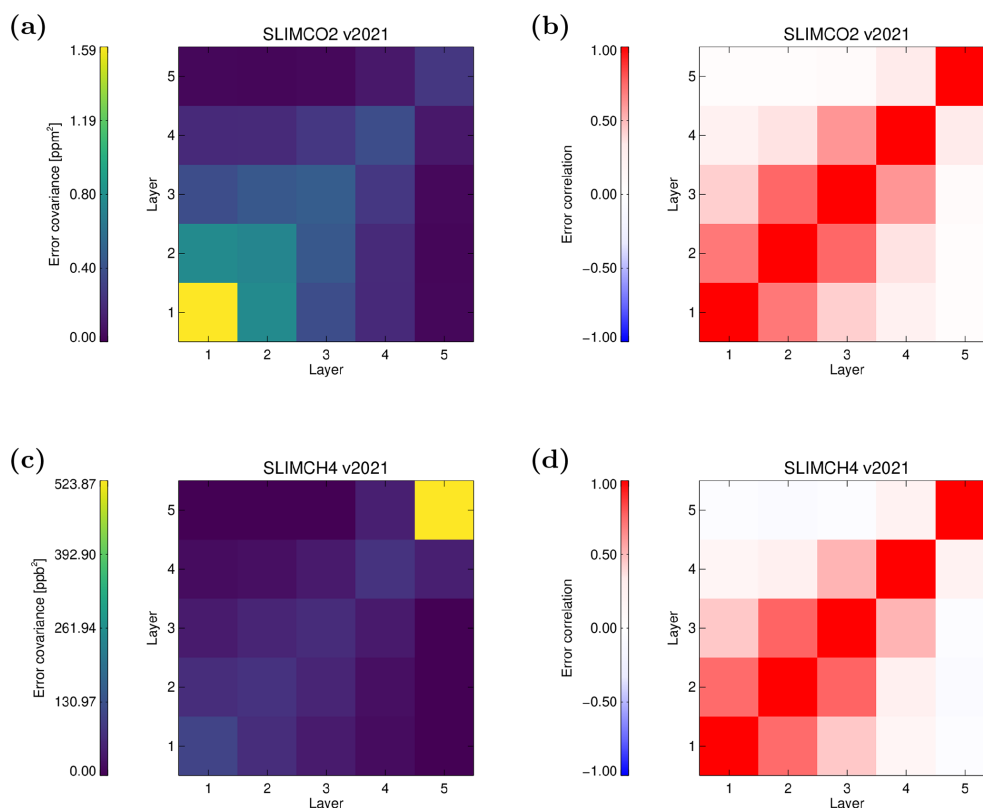 (a)
SLIMCO2 v2021
1.59
1.19
0.80
0.40
0.00
Error covariance [ppm²]
5
4
3
2
1
Layer
1 2 3 4 5
Layer
(b)
SLIMCO2 v2021
1.00
0.50
0.00
−0.50
−1.00
Error correlation
5
4
3
2
1
Layer
1 2 3 4 5
Layer
(c)
SLIMCH4 v2021
523.87
392.90
261.94
130.97
0.00
Error covariance [ppb²]
5
4
3
2
1
Layer
1 2 3 4 5
Layer
(d)
SLIMCH4 v2021
1.00
0.50
0.00
−0.50
−1.00
Error correlation
5
4
3
2
1
Layer
1 2 3 4 5
Layer